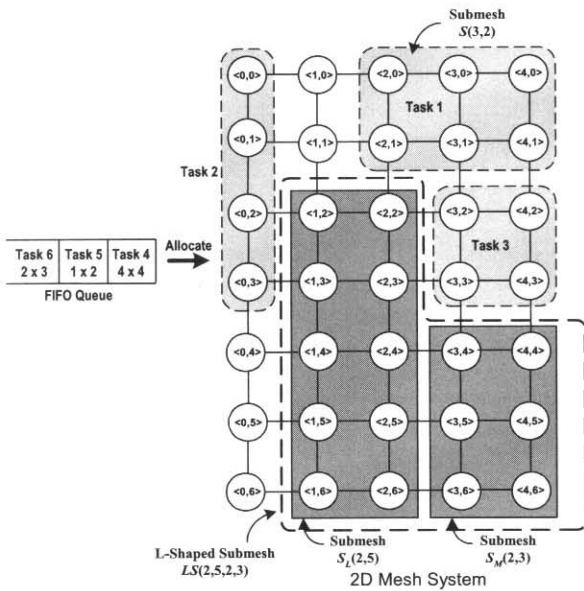 Submesh
S(3,2)
<0,0> <1,0> <2,0> <3,0> <4,0>
Task 1
<0,1> <1,1> <2,1> <3,1> <4,1>
Task 2
<0,2> <1,2> <2,2> <3,2> <4,2>
Task 6 Task 5 Task 4
2 x 3 1 x 2 4 x 4
FIFO Queue
Allocate
Task 3
<0,3> <1,3> <2,3> <3,3> <4,3>
<0,4> <1,4> <2,4> <3,4> <4,4>
<0,5> <1,5> <2,5> <3,5> <4,5>
<0,6> <1,6> <2,6> <3,6> <4,6>
L-Shaped Submesh
LS(2,5,2,3)
Submesh
S_L(2,5)
Submesh
S_M(2,3)
2D Mesh System